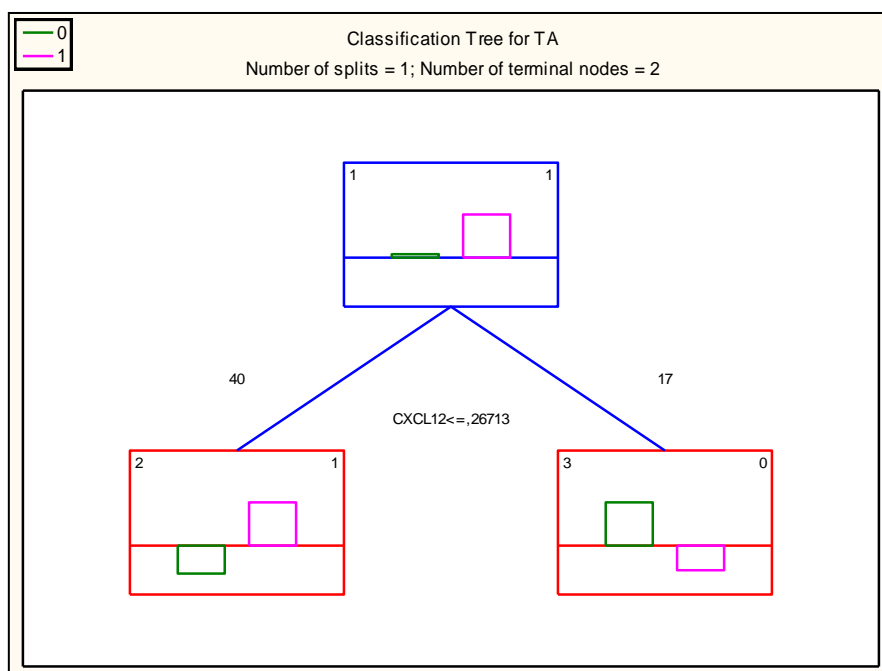 0
1
Classification Tree for TA
Number of splits = 1; Number of terminal nodes = 2
1 1
40 17
CXCL12<=,26713
2 1 3 0